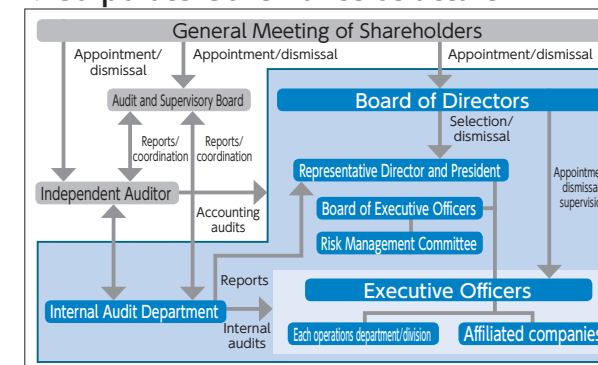 General Meeting of Shareholders
Appointment/
dismissal
Appointment/dismissal
Appointment/dismissal
Audit and Supervisory Board
Board of Directors
Selection/
dismissal
Reports/
coordination
Reports/
coordination
Representative Director and President
Independent Auditor
Accounting
audits
Board of Executive Officers
Risk Management Committee
Reports
Executive Officers
Internal Audit Department
Internal
audits
Each operations department/division
Affiliated companies